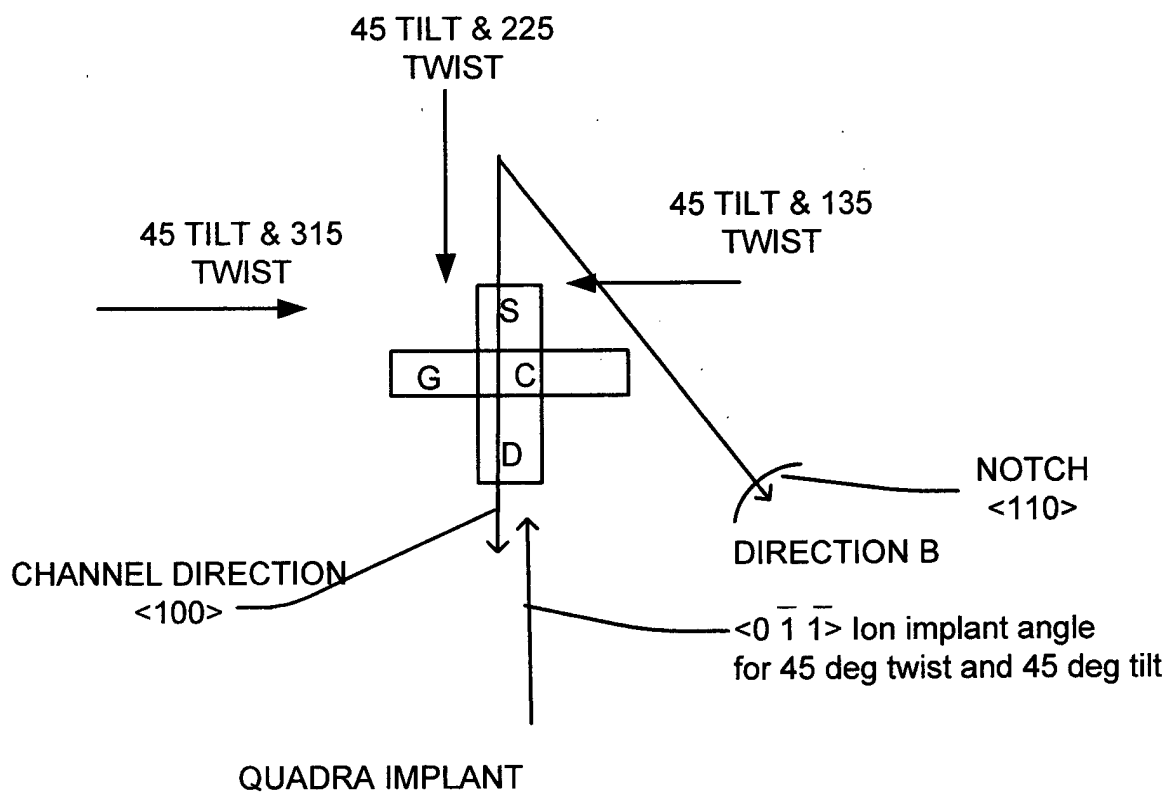 45 TILT & 225
TWIST
45 TILT & 135
TWIST
45 TILT & 315
TWIST
S
G
C
D
NOTCH
<110>
DIRECTION B
CHANNEL DIRECTION
<100>
<0 1̅ 1̅> Ion implant angle
for 45 deg twist and 45 deg tilt
QUADRA IMPLANT